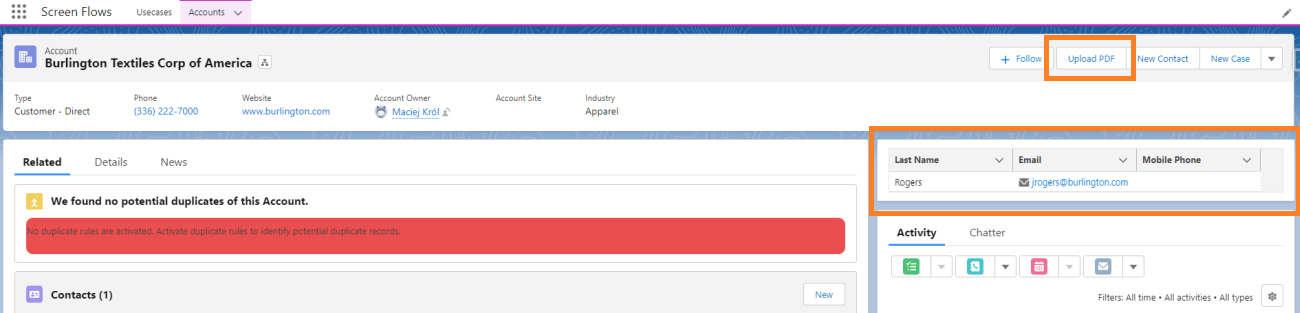 Screen Flows Usecases Accounts
Account
Burlington Textiles Corp of America
Follow Upload PDF New Contact New Case
Type Phone Website Account Owner Account Site Industry
Customer - Direct (336) 222-7000 www.burlington.com Maciej Król Apparel
Related Details News
We found no potential duplicates of this Account.
No duplicate rules are activated. Activate duplicate rules to identify potential duplicate records.
Contacts (1) New
Last Name Email Mobile Phone
Rogers jrogers@burlington.com
Activity Chatter
Filters: All time • All activities • All types